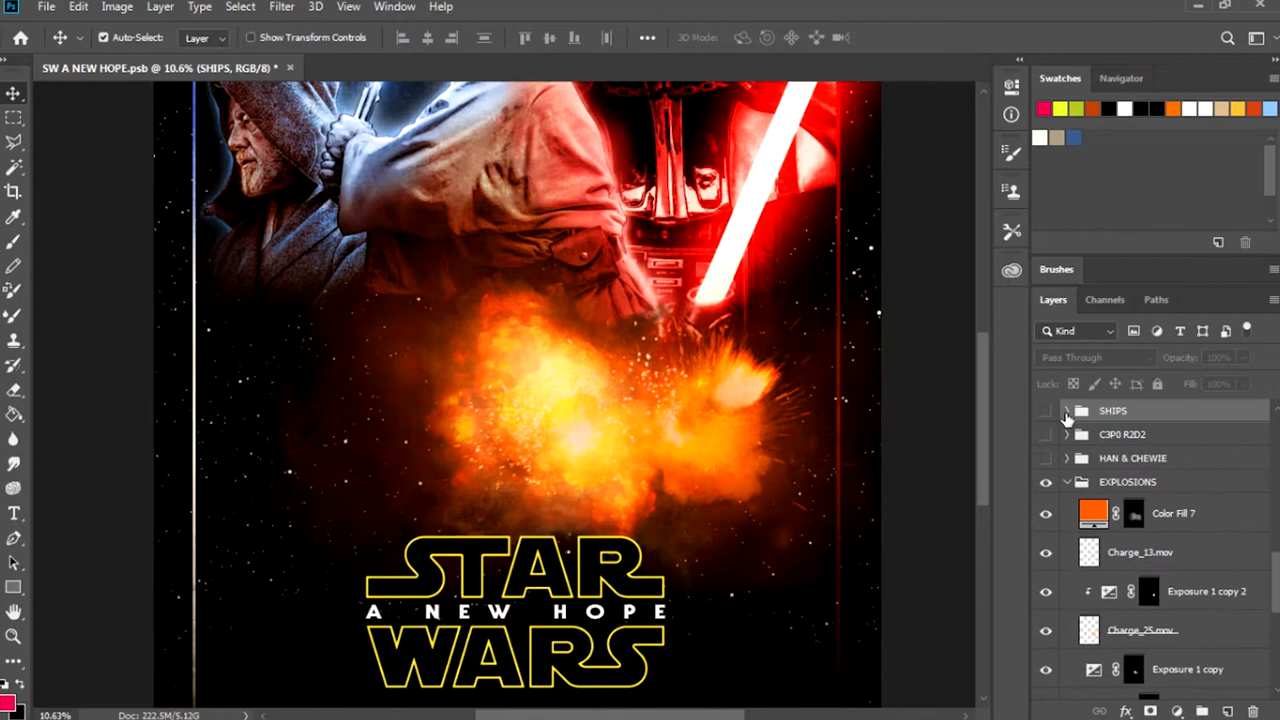 Ps File Edit Image Layer Type Select Filter 3D View Window Help
Auto-Select: Layer Show Transform Controls 3D Modes:
SW A NEW HOPE.psb @ 10.6% (SHIPS, RGB/8) *
Swatches Navigator
Brushes
Layers Channels Paths
Kind
Pass Through Opacity: 100%
Lock: Fill: 100%
SHIPS
C3P0 R2D2
HAN & CHEWIE
EXPLOSIONS
Color Fill 7
Charge_13.mov
Exposure 1 copy 2
Charge_25.mov
Exposure 1 copy
STAR
A NEW HOPE
WARS
10.63% Doc: 222.5M/5.12G
fx